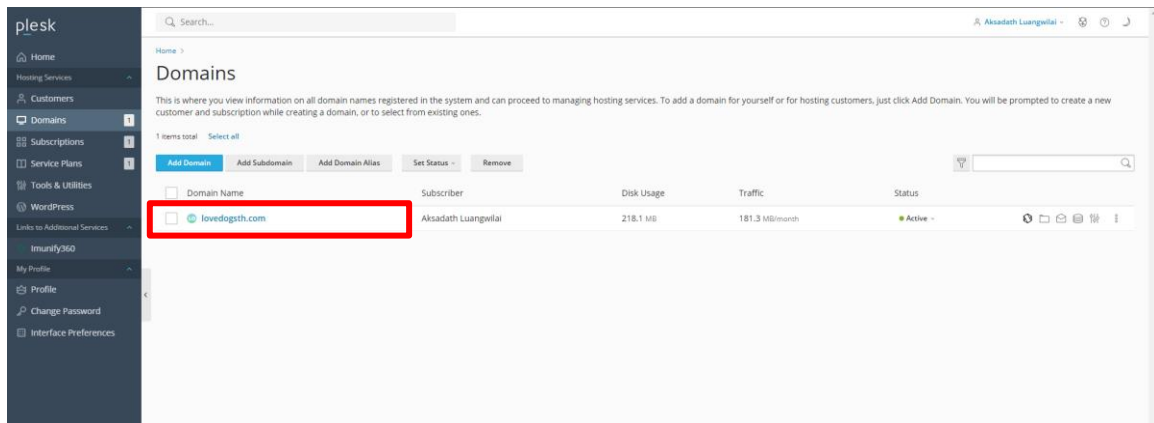 plesk
Search...
Aksadath Luangwilai
Home
Hosting Services
Customers
Domains 1
Subscriptions 1
Service Plans 1
Tools & Utilities
WordPress
Links to Additional Services
Imunify360
My Profile
Profile
Change Password
Interface Preferences
Home >
Domains
This is where you view information on all domain names registered in the system and can proceed to managing hosting services. To add a domain for yourself or for hosting customers, just click Add Domain. You will be prompted to create a new
customer and subscription while creating a domain, or to select from existing ones.
1 items total Select all
Add Domain Add Subdomain Add Domain Alias Set Status Remove
Domain Name Subscriber Disk Usage Traffic Status
lovedogsth.com Aksadath Luangwilai 218.1 MB 181.3 MB/month Active